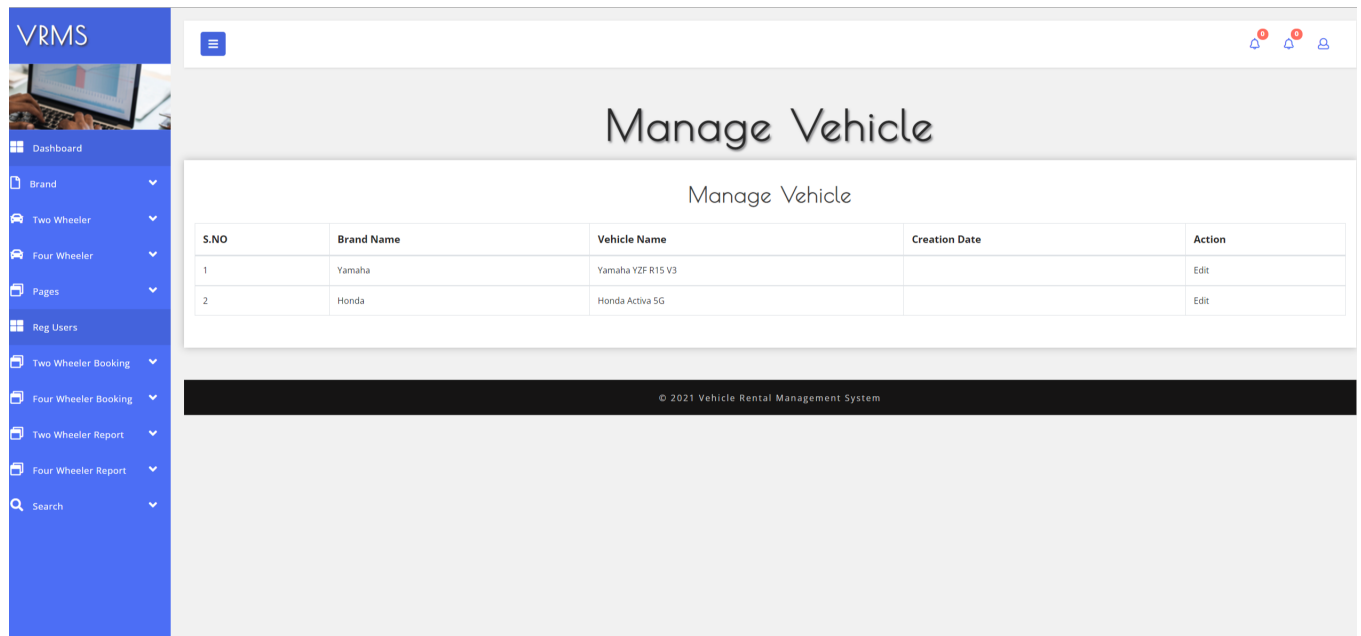 VRMS
0
0
Manage Vehicle
Dashboard
Brand
Two Wheeler
Four Wheeler
Pages
Reg Users
Two Wheeler Booking
Four Wheeler Booking
Two Wheeler Report
Four Wheeler Report
Search
Manage Vehicle
S.NO Brand Name Vehicle Name Creation Date Action
1 Yamaha Yamaha YZF R15 V3 Edit
2 Honda Honda Activa 5G Edit
© 2021 Vehicle Rental Management System